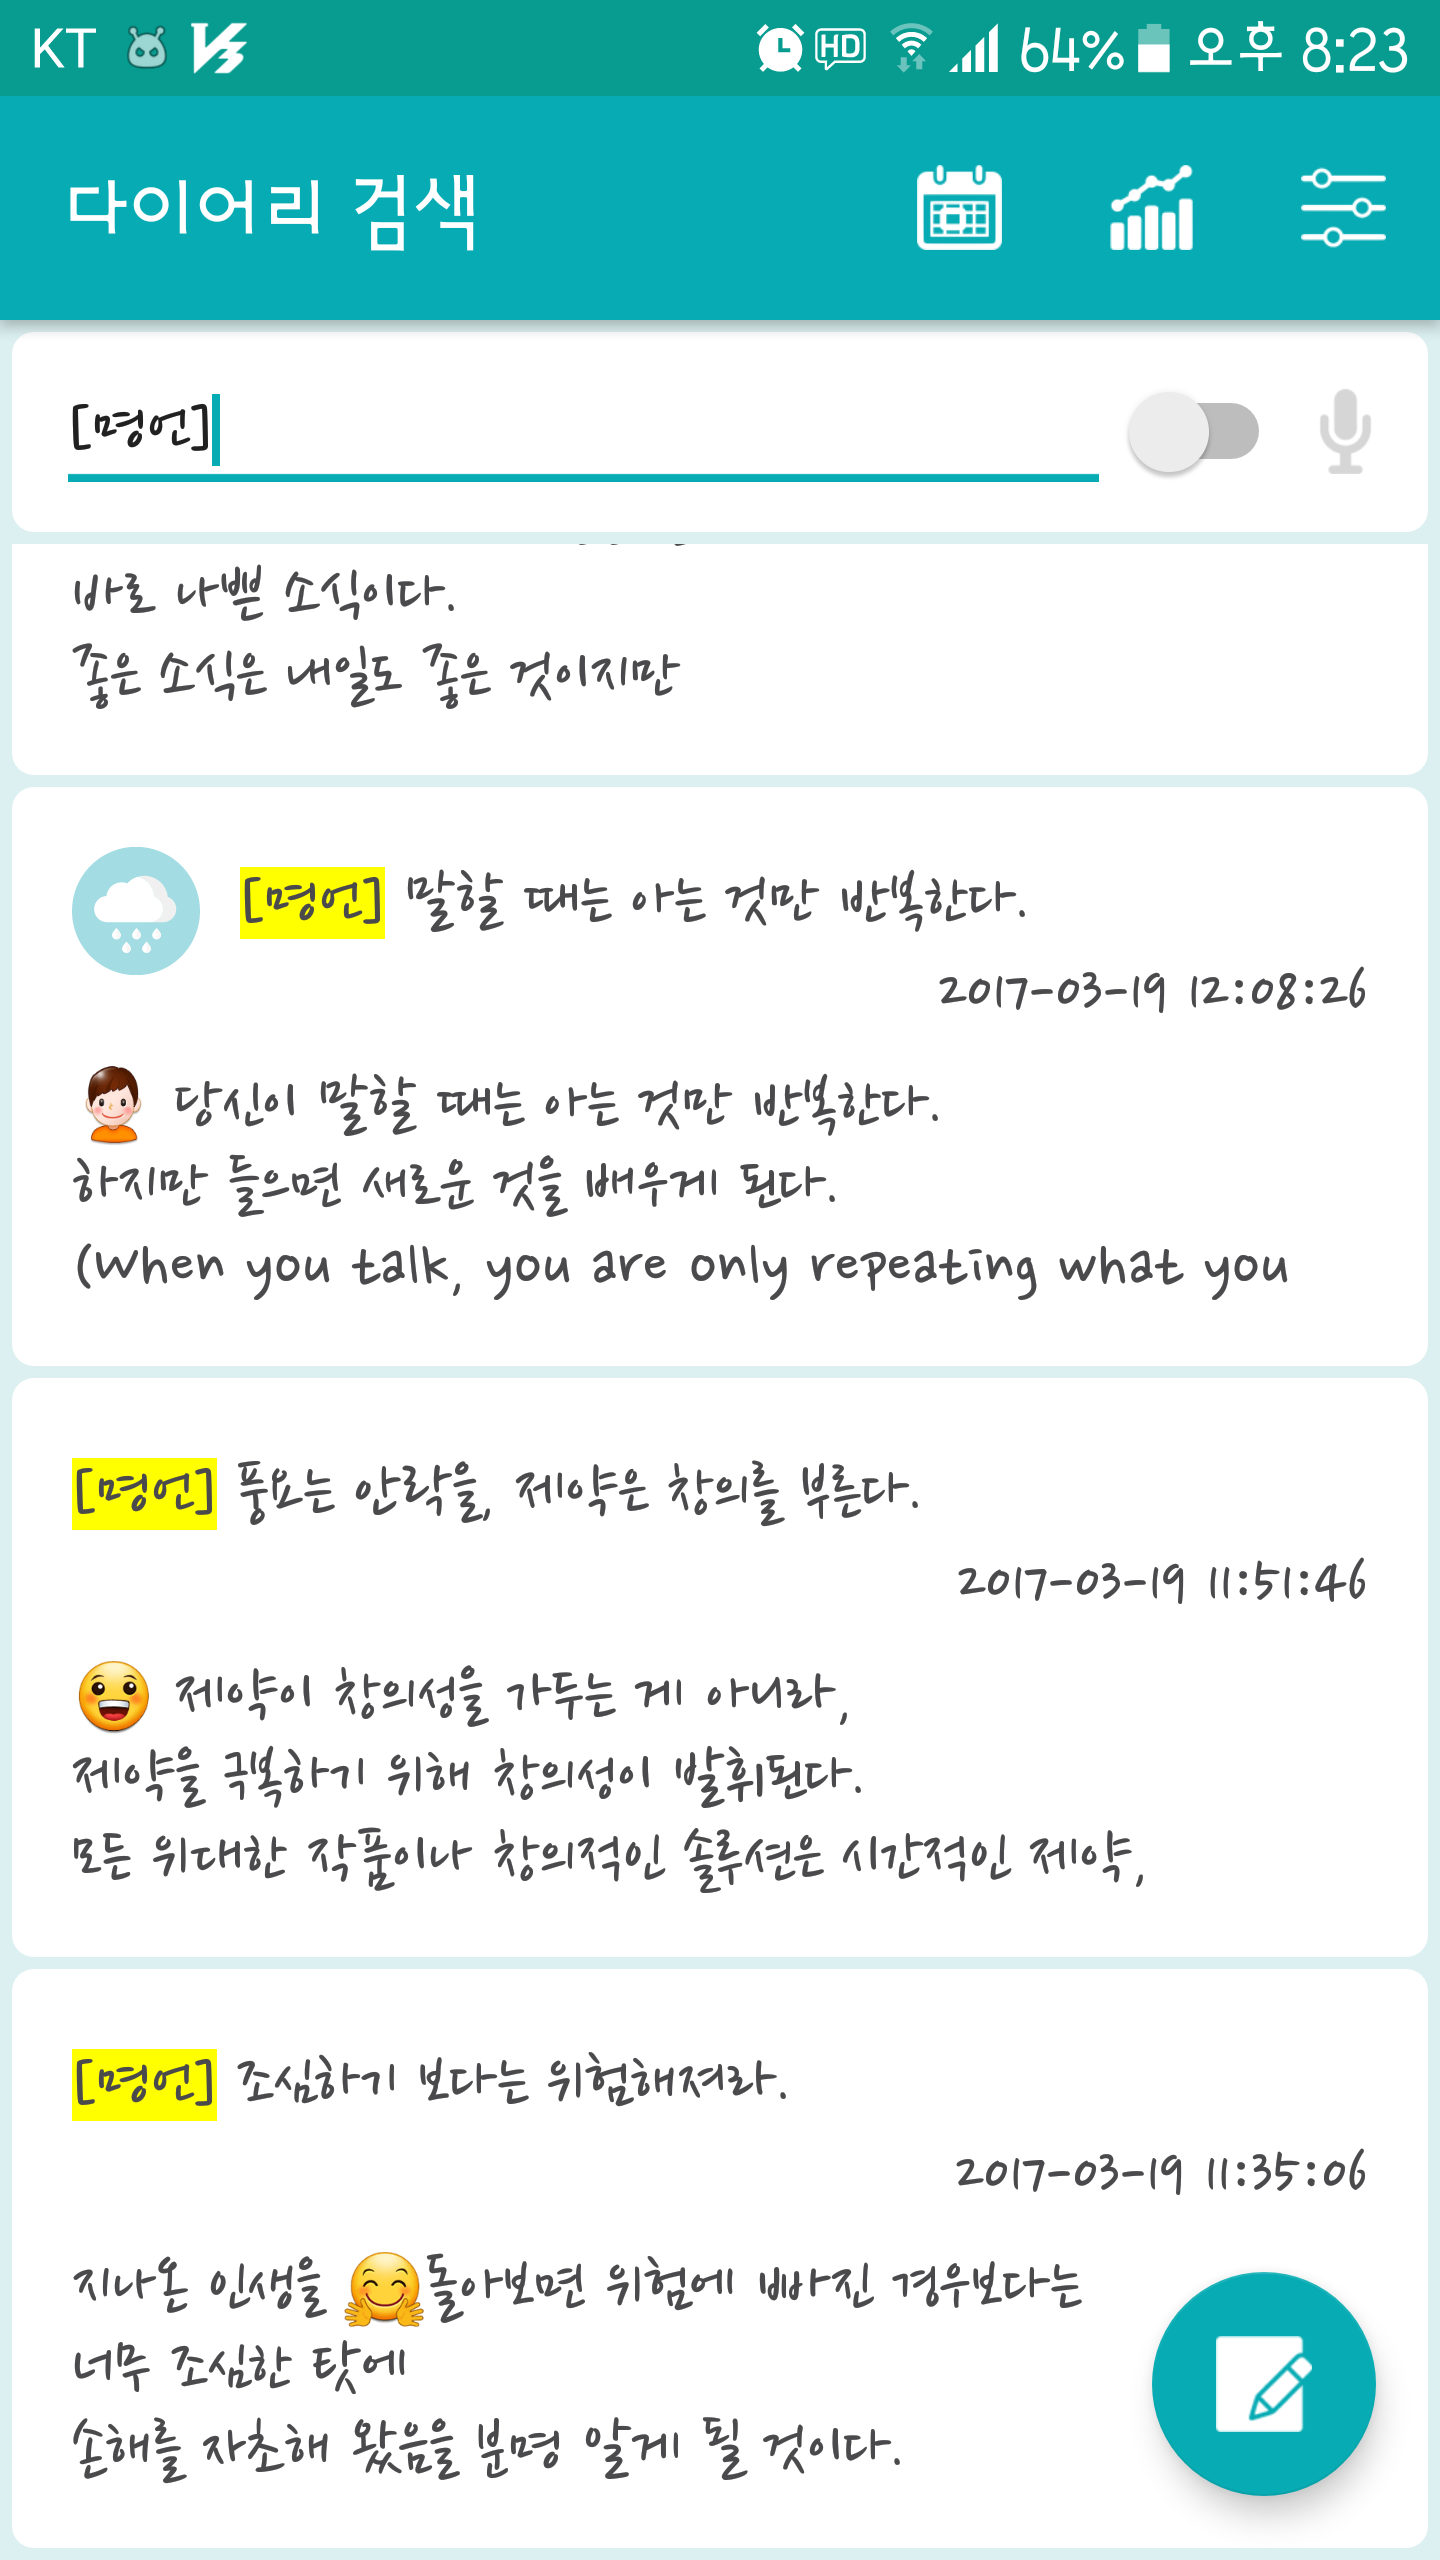 KT
HD 64% 오후 8:23
다이어리 검색
[명언]
바로 나쁜 소식이다.
좋은 소식은 내일도 좋은 것이지만
[명언] 말할 때는 아는 것만 반복한다.
2017-03-19 12:08:26
당신이 말할 때는 아는 것만 반복한다.
하지만 들으면 새로운 것을 배우게 된다.
(When you talk, you are only repeating what you
[명언] 풍요는 안락을, 제약은 창의를 부른다.
2017-03-19 11:51:46
제약이 창의성을 가두는 게 아니라,
제약을 극복하기 위해 창의성이 발휘된다.
모든 위대한 작품이나 창의적인 솔루션은 시간적인 제약,
[명언] 조심하기 보다는 위험해져라.
2017-03-19 11:35:06
지나온 인생을 돌아보면 위험에 빠진 경우보다는
너무 조심한 탓에
손해를 자초해 왔음을 분명 알게 될 것이다.